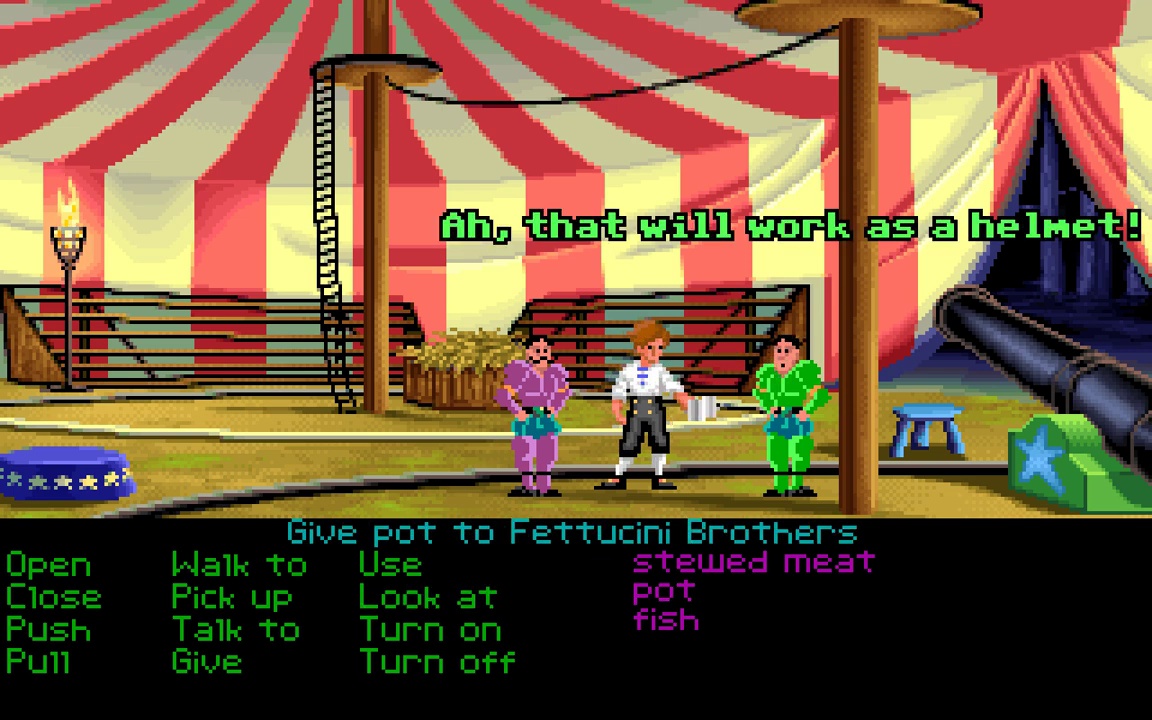 Ah, that will work as a helmet!
Give pot to Fettucini Brothers
Open Walk to Use stewed meat
Close Pick up Look at pot
Push Talk to Turn on fish
Pull Give Turn off